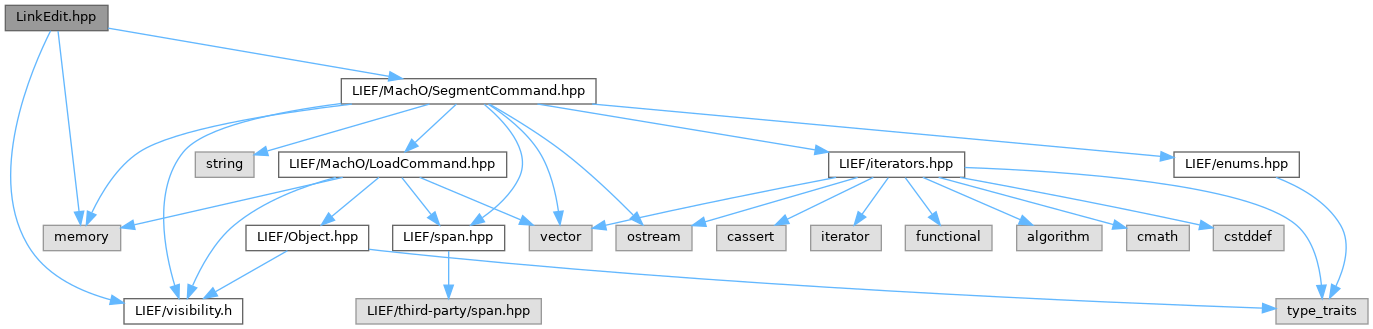 LinkEdit.hpp
LIEF/MachO/SegmentCommand.hpp
string
LIEF/MachO/LoadCommand.hpp
LIEF/iterators.hpp
LIEF/enums.hpp
memory
LIEF/Object.hpp
LIEF/span.hpp
vector
ostream
cassert
iterator
functional
algorithm
cmath
cstddef
LIEF/visibility.h
LIEF/third-party/span.hpp
type_traits